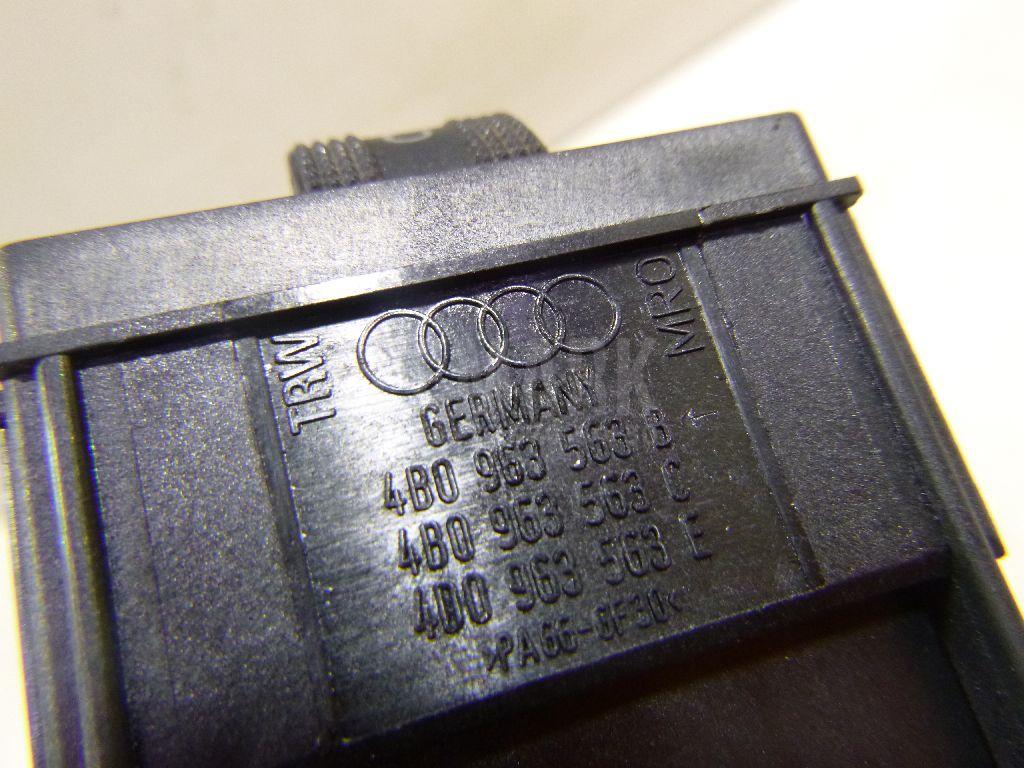 TRW
MRO
GERMANY
4B0 963 563 B ←
4B0 963 563 C
4D0 963 563 E
>PA66-GF30<